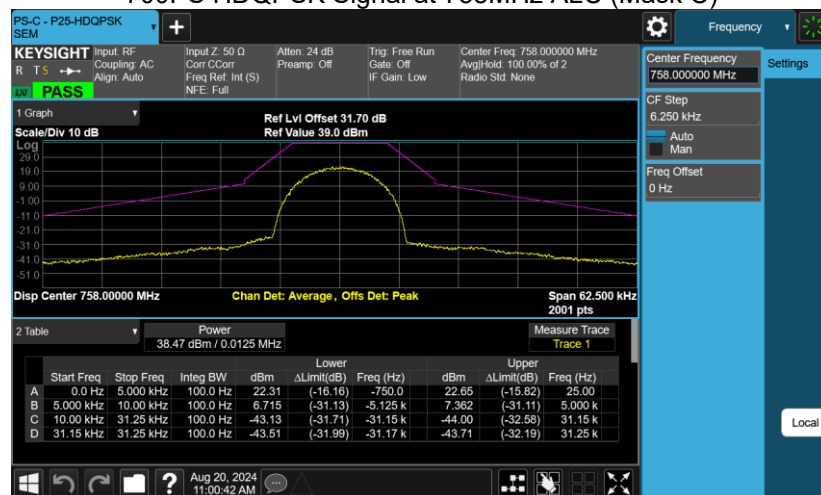 700FC HDQPSK Signal at 758MHz A2C (Mask C)
PS-C - P25-HDQPSK
SEM
Frequency
KEYSIGHT
R T S
LXI
PASS
Input: RF
Coupling: AC
Align: Auto
Input Z: 50 Ω
Corr CCorr
Freq Ref: Int (S)
NFE: Full
Atten: 24 dB
Preamp: Off
Trig: Free Run
Gate: Off
IF Gain: Low
Center Freq: 758.000000 MHz
Avg|Hold: 100.00% of 2
Radio Std: None
Center Frequency
758.000000 MHz
Settings
CF Step
6.250 kHz
Auto
Man
Freq Offset
0 Hz
Local
1 Graph
Scale/Div 10 dB
Ref Lvl Offset 31.70 dB
Ref Value 39.0 dBm
Log
29.0
19.0
9.00
-1.00
-11.0
-21.0
-31.0
-41.0
-51.0
Disp Center 758.00000 MHz
Chan Det: Average , Offs Det: Peak
Span 62.500 kHz
2001 pts
2 Table
Power
38.47 dBm / 0.0125 MHz
Measure Trace
Trace 1
Lower Upper
Start Freq Stop Freq Integ BW dBm ΔLimit(dB) Freq (Hz) dBm ΔLimit(dB) Freq (Hz)
A 0.0 Hz 5.000 kHz 100.0 Hz 22.31 (-16.16) -750.0 22.65 (-15.82) 25.00
B 5.000 kHz 10.00 kHz 100.0 Hz 6.715 (-31.13) -5.125 k 7.362 (-31.11) 5.000 k
C 10.00 kHz 31.25 kHz 100.0 Hz -43.13 (-31.71) -31.15 k -44.00 (-32.58) 31.15 k
D 31.15 kHz 31.25 kHz 100.0 Hz -43.51 (-31.99) -31.17 k -43.71 (-32.19) 31.25 k
Aug 20, 2024
11:00:42 AM